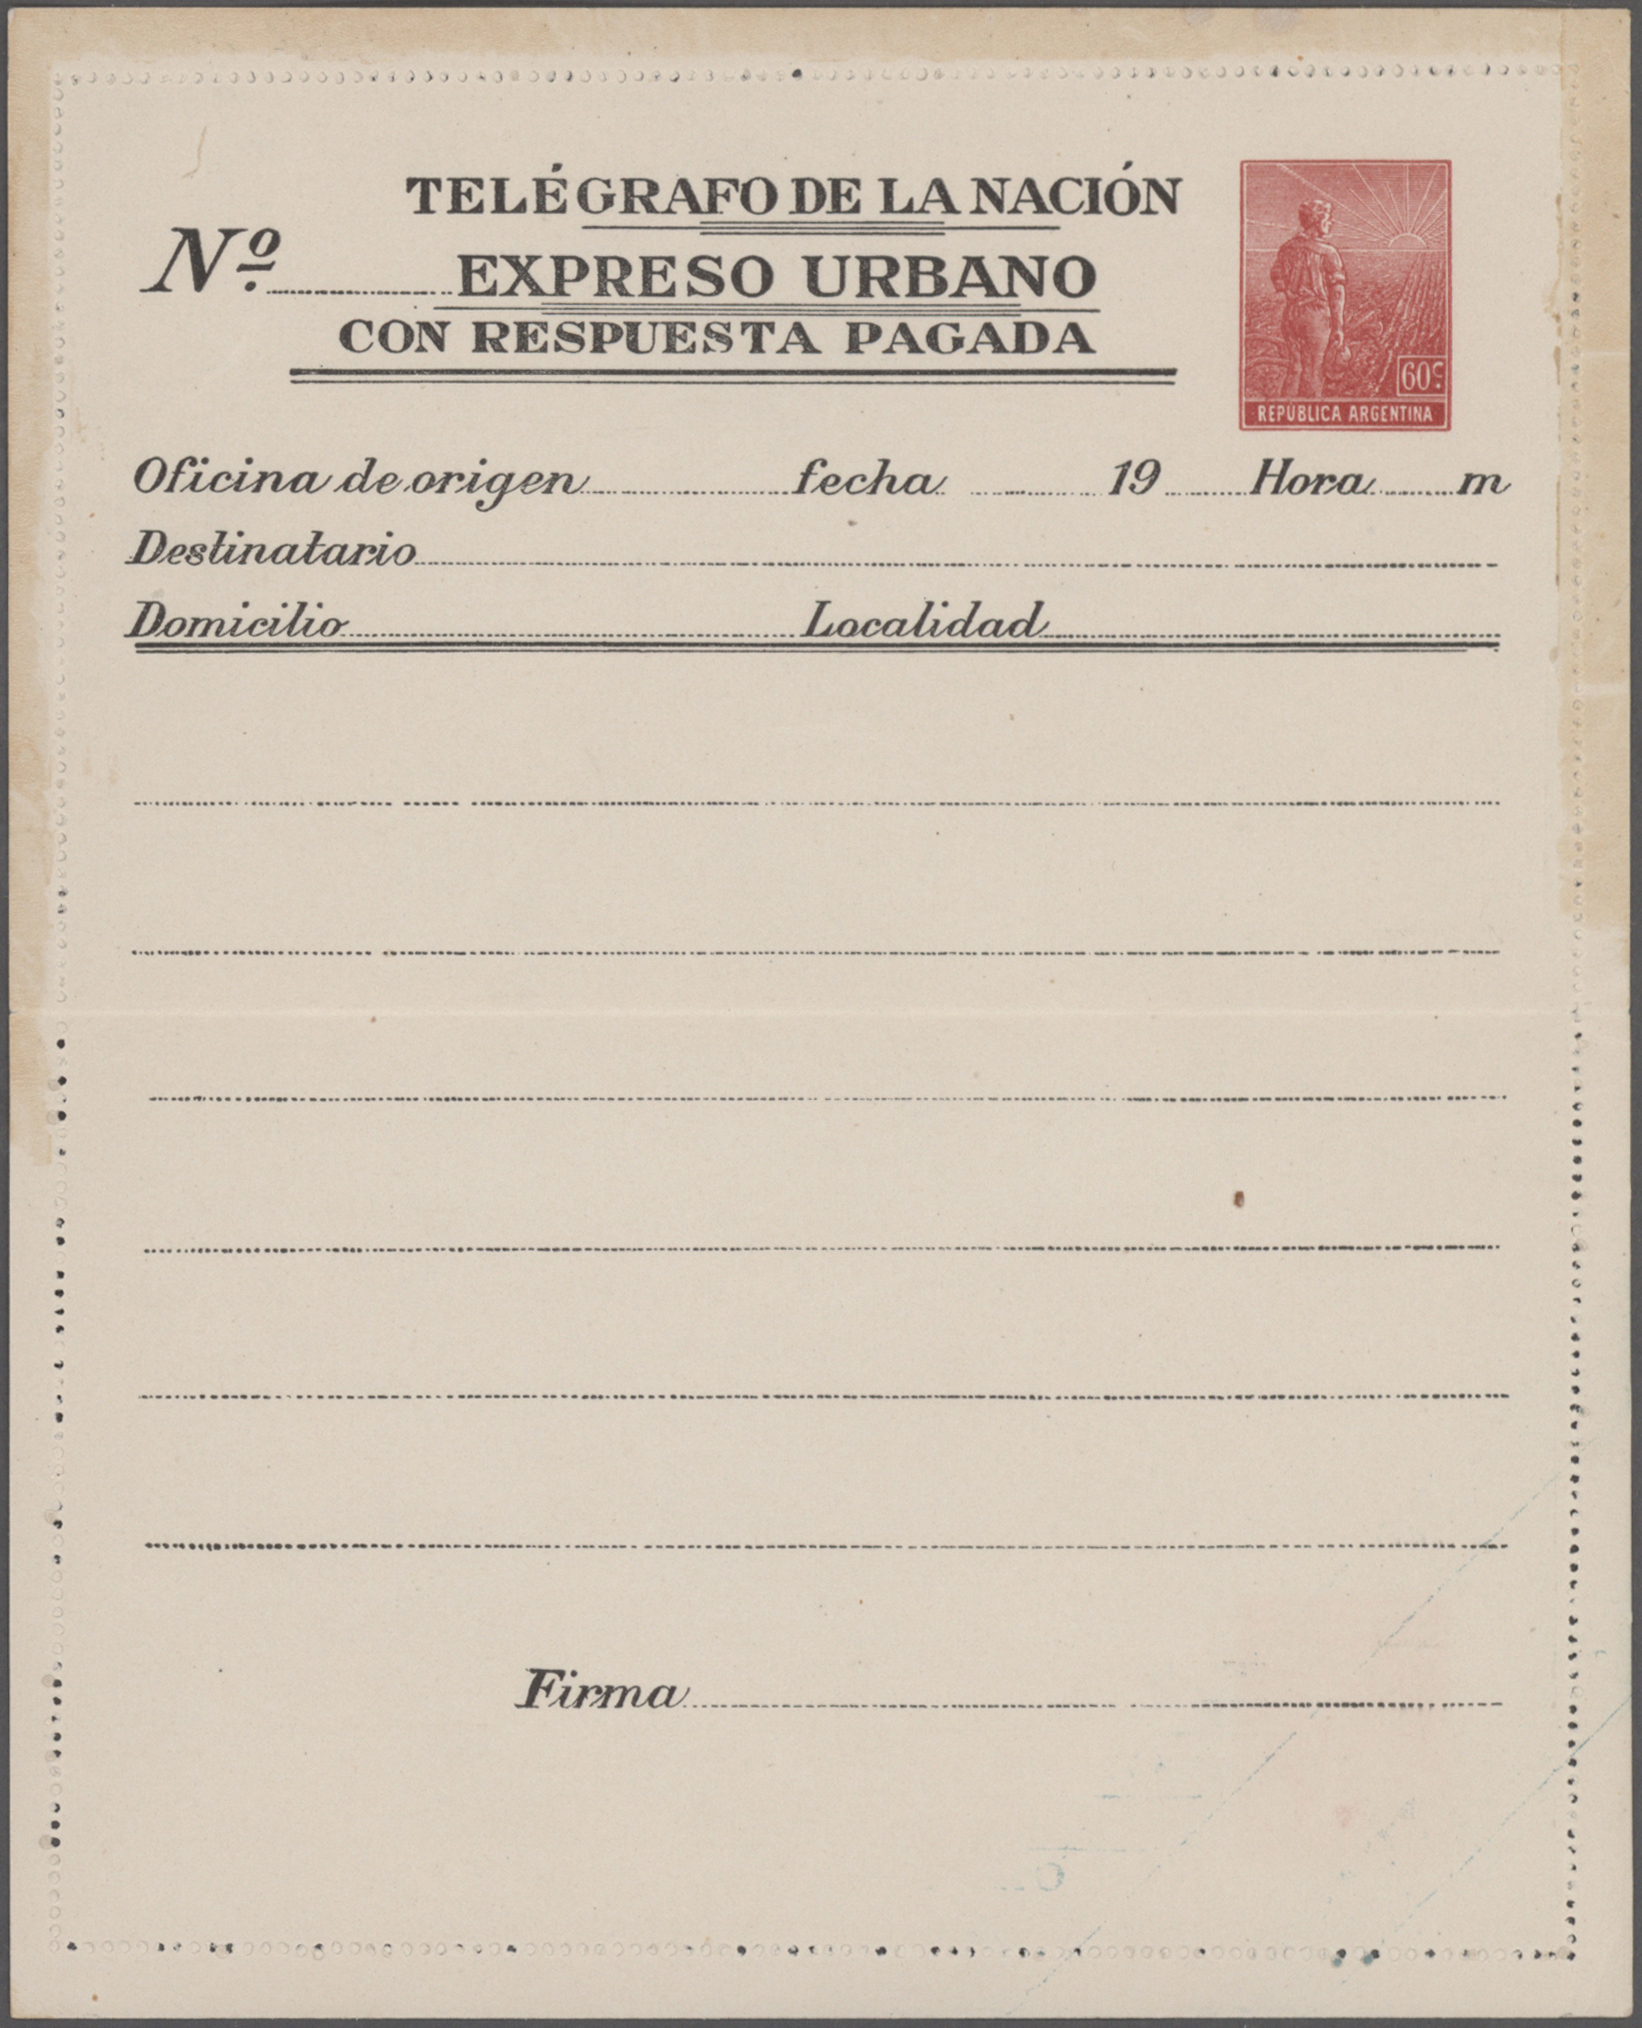 TELÉGRAFO DE LA NACIÓN
Nº EXPRESO URBANO
CON RESPUESTA PAGADA
60c.
REPUBLICA ARGENTINA
Oficina de origen fecha 19 Hora m
Destinatario
Domicilio Localidad
Firma